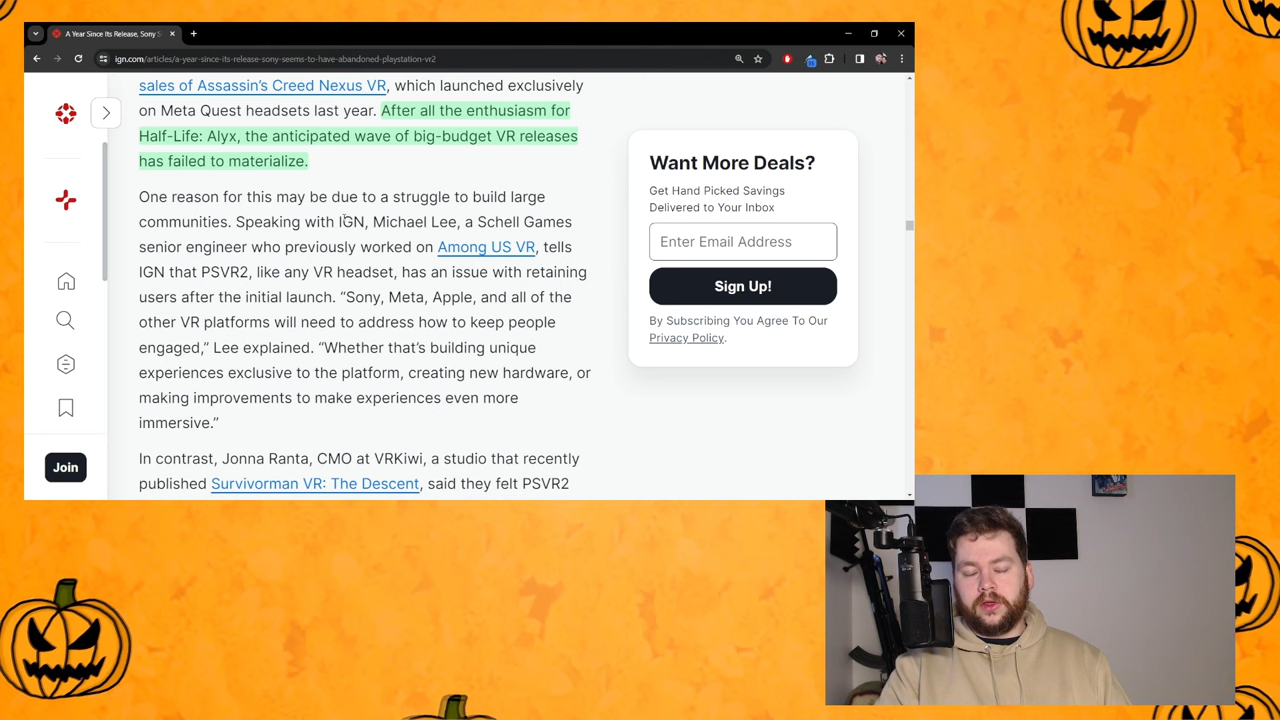 A Year Since Its Release, Sony S
ign.com/articles/a-year-since-its-release-sony-seems-to-have-abandoned-playstation-vr2
sales of Assassin's Creed Nexus VR, which launched exclusively
on Meta Quest headsets last year. After all the enthusiasm for
Half-Life: Alyx, the anticipated wave of big-budget VR releases
has failed to materialize.
One reason for this may be due to a struggle to build large
communities. Speaking with IGN, Michael Lee, a Schell Games
senior engineer who previously worked on Among US VR, tells
IGN that PSVR2, like any VR headset, has an issue with retaining
users after the initial launch. “Sony, Meta, Apple, and all of the
other VR platforms will need to address how to keep people
engaged,” Lee explained. “Whether that's building unique
experiences exclusive to the platform, creating new hardware, or
making improvements to make experiences even more
immersive.”
In contrast, Jonna Ranta, CMO at VRKiwi, a studio that recently
published Survivorman VR: The Descent, said they felt PSVR2
Want More Deals?
Get Hand Picked Savings
Delivered to Your Inbox
Enter Email Address
Sign Up!
By Subscribing You Agree To Our
Privacy Policy.
Join